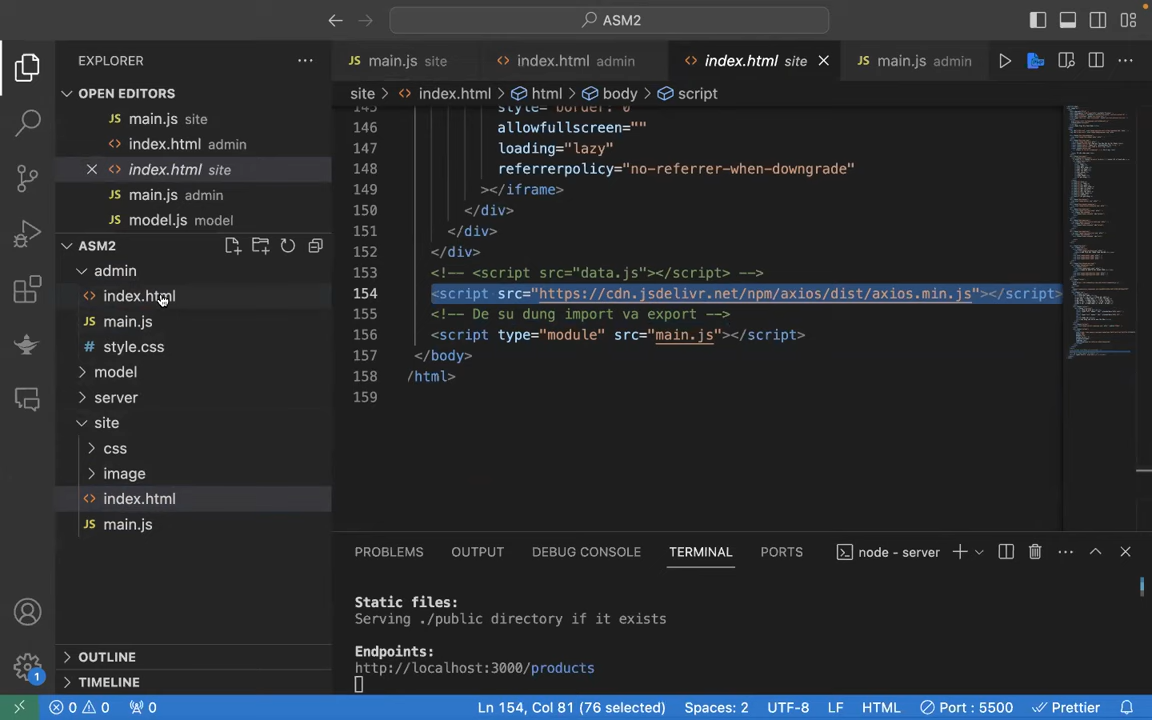 ASM2
EXPLORER
OPEN EDITORS
main.js site
index.html admin
index.html site
main.js admin
model.js model
ASM2
admin
index.html
main.js
style.css
model
server
site
css
image
index.html
main.js
OUTLINE
TIMELINE
main.js site
index.html admin
index.html site
main.js admin
site > index.html > html > body > script
146 allowfullscreen=""
147 loading="lazy"
148 referrerpolicy="no-referrer-when-downgrade"
149 ></iframe>
150 </div>
151 </div>
152 </div>
153 <!-- <script src="data.js"></script> -->
154 <script src="https://cdn.jsdelivr.net/npm/axios/dist/axios.min.js"></script>
155 <!-- De su dung import va export -->
156 <script type="module" src="main.js"></script>
157 </body>
158 /html>
159
PROBLEMS OUTPUT DEBUG CONSOLE TERMINAL PORTS node - server
Static files:
Serving ./public directory if it exists
Endpoints:
http://localhost:3000/products
1
0 0 0 Ln 154, Col 81 (76 selected) Spaces: 2 UTF-8 LF HTML Port : 5500 Prettier